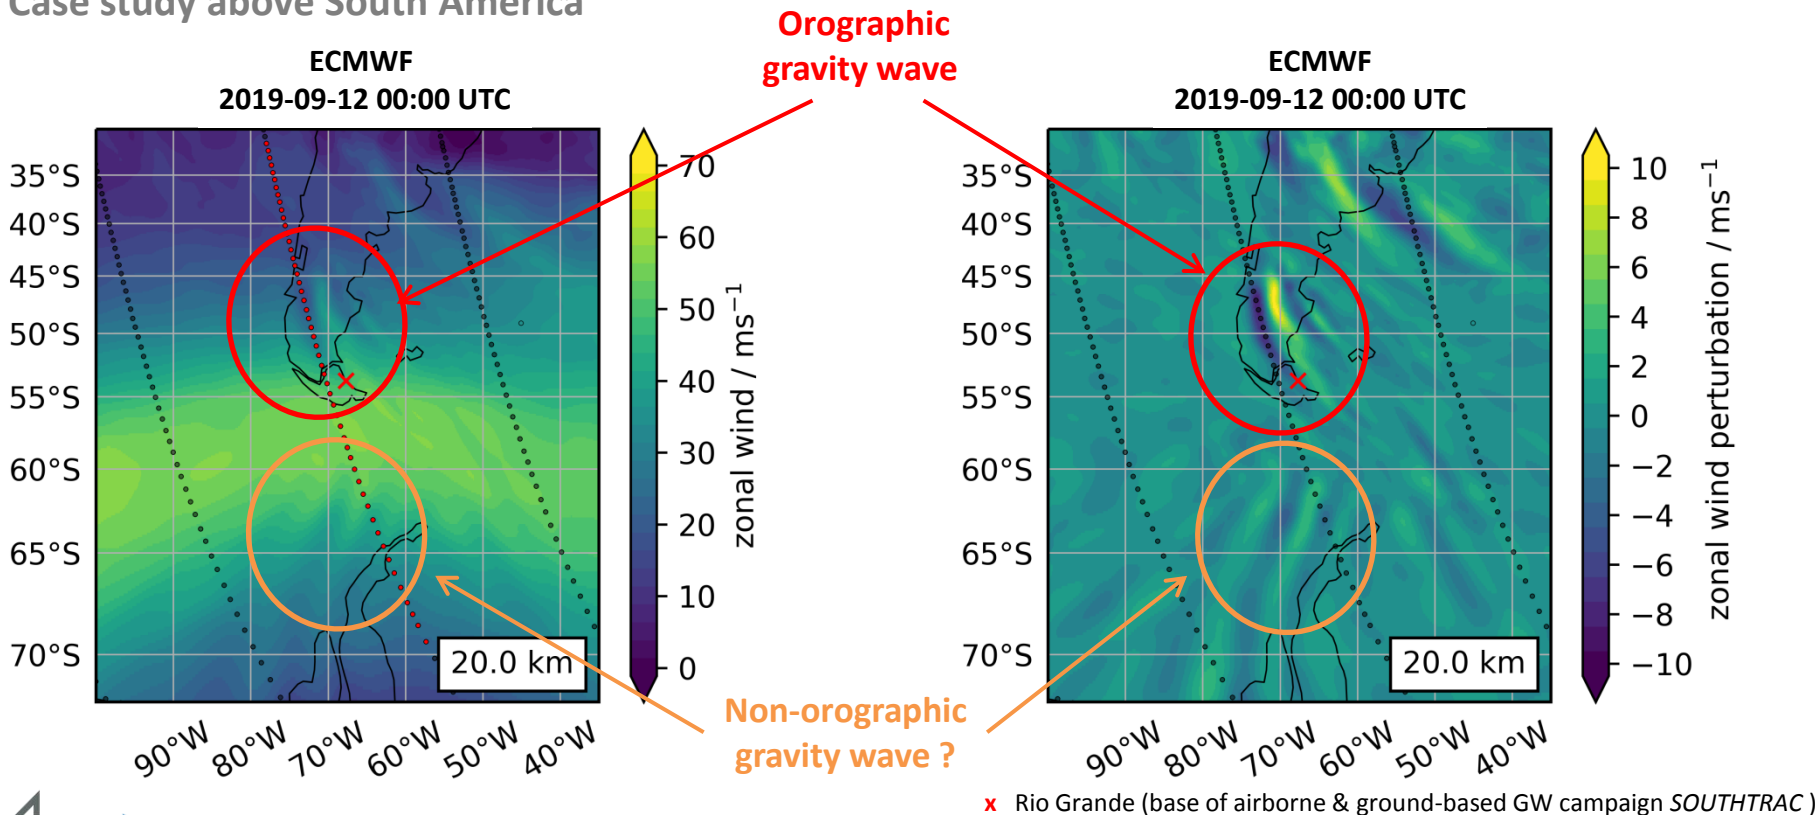 Case study above South America
Orographic
gravity wave
ECMWF
2019-09-12 00:00 UTC
35°S
40°S
45°S
50°S
55°S
60°S
65°S
70°S
90°W
80°W
70°W
60°W
50°W
40°W
20.0 km
70
60
50
40
30
20
10
0
zonal wind / ms⁻¹
ECMWF
2019-09-12 00:00 UTC
35°S
40°S
45°S
50°S
55°S
60°S
65°S
70°S
90°W
80°W
70°W
60°W
50°W
40°W
20.0 km
10
8
6
4
2
0
−2
−4
−6
−8
−10
zonal wind perturbation / ms⁻¹
Non-orographic
gravity wave ?
x Rio Grande (base of airborne & ground-based GW campaign SOUTHTRAC )